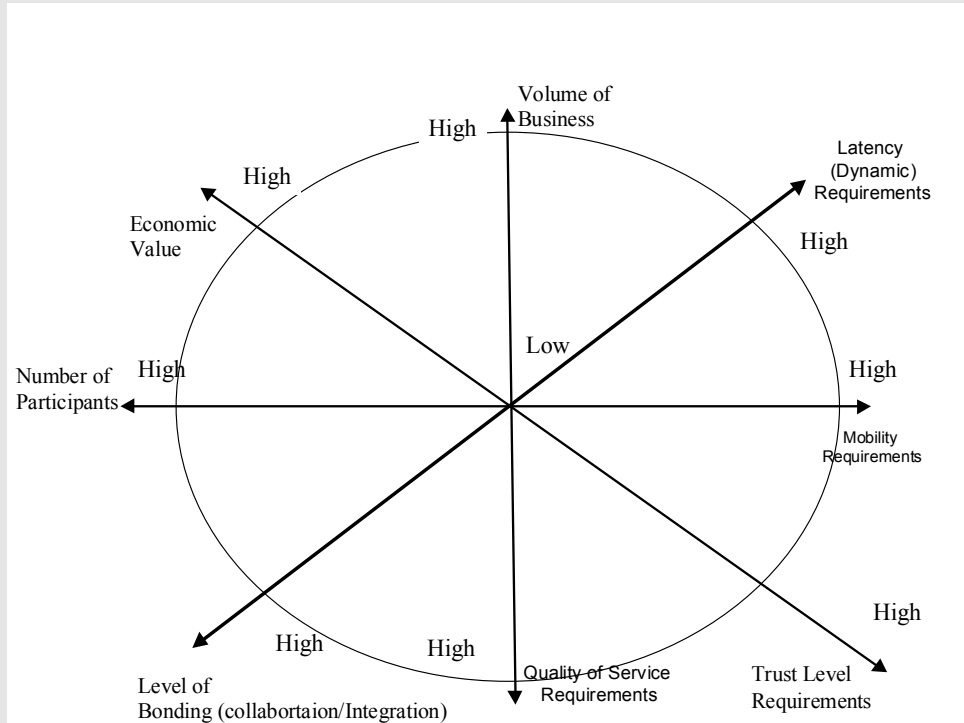 Volume of
Business
High
Latency
(Dynamic)
Requirements
High
High
Economic
Value
Low
High
High
Number of
Participants
Mobility
Requirements
High
High
High
Quality of Service
Requirements
Trust Level
Requirements
Level of
Bonding (collabortaion/Integration)